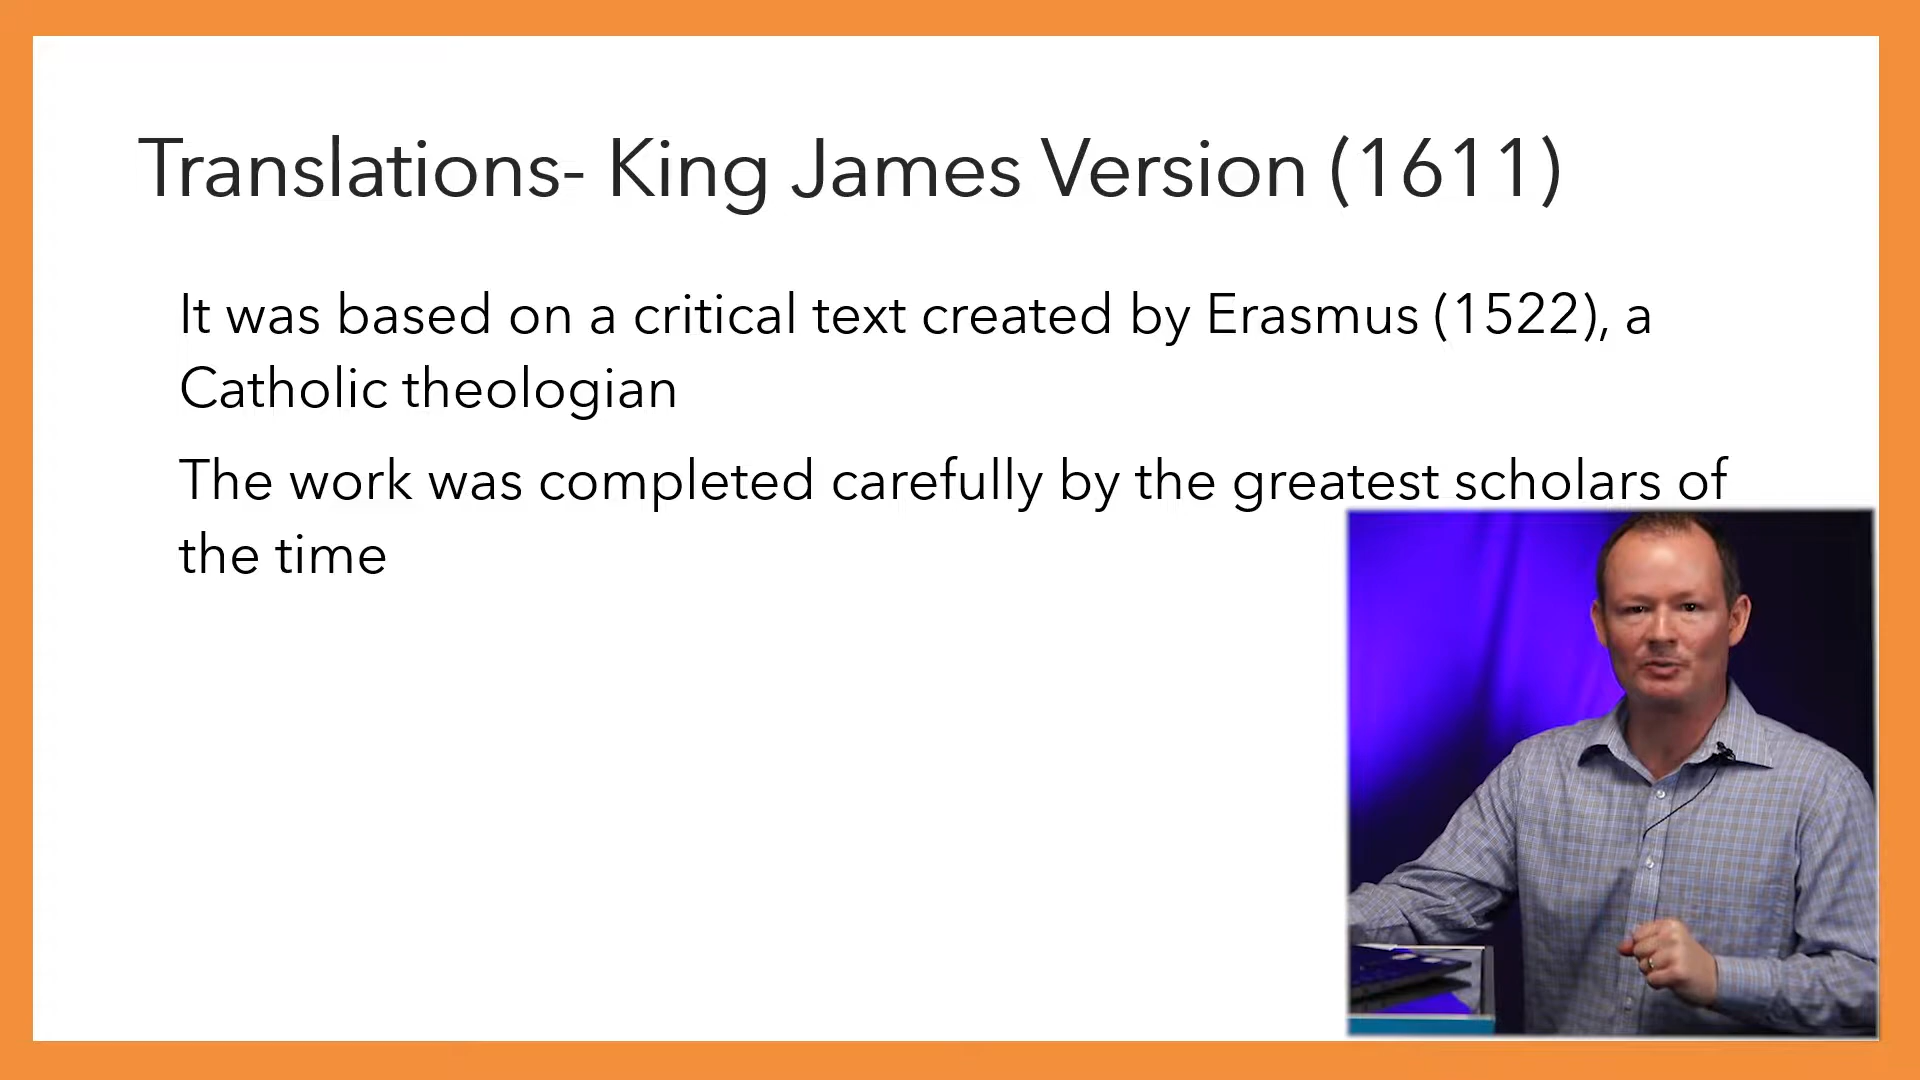 Translations- King James Version (1611)
It was based on a critical text created by Erasmus (1522), a
Catholic theologian
The work was completed carefully by the greatest scholars of
the time